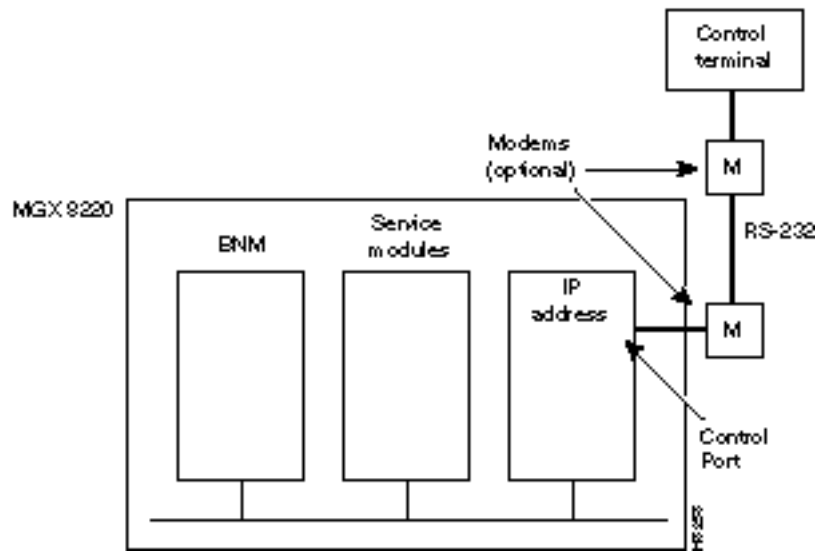 Control
terminal
Modems
(optional)
M
MGX 8220
RS-232
BNM
Service
modules
IP
address
M
Control
Port